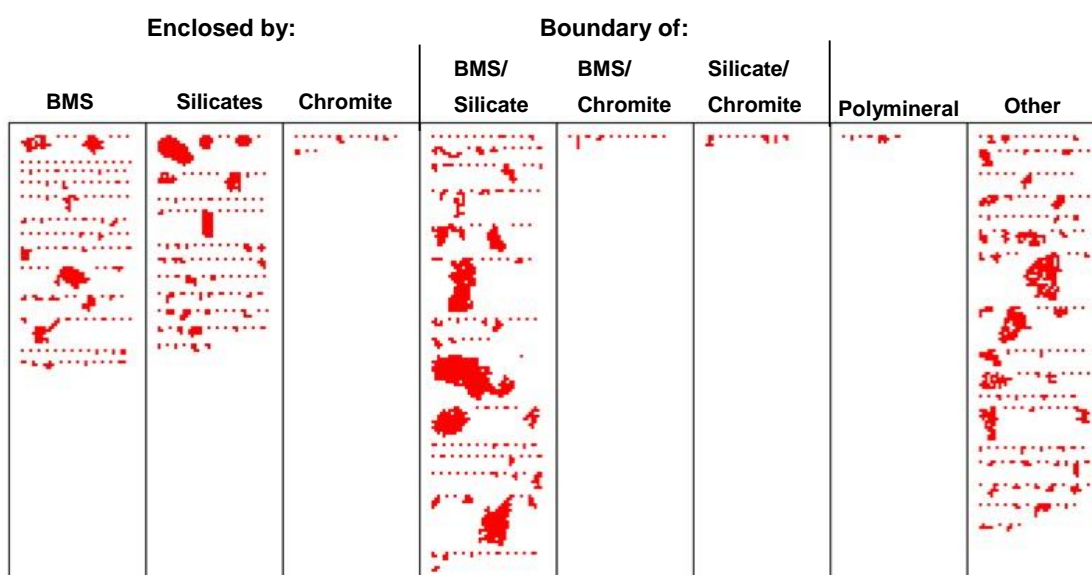 Enclosed by: Boundary of:
BMS/ BMS/ Silicate/
BMS Silicates Chromite Silicate Chromite Chromite Polymineral Other